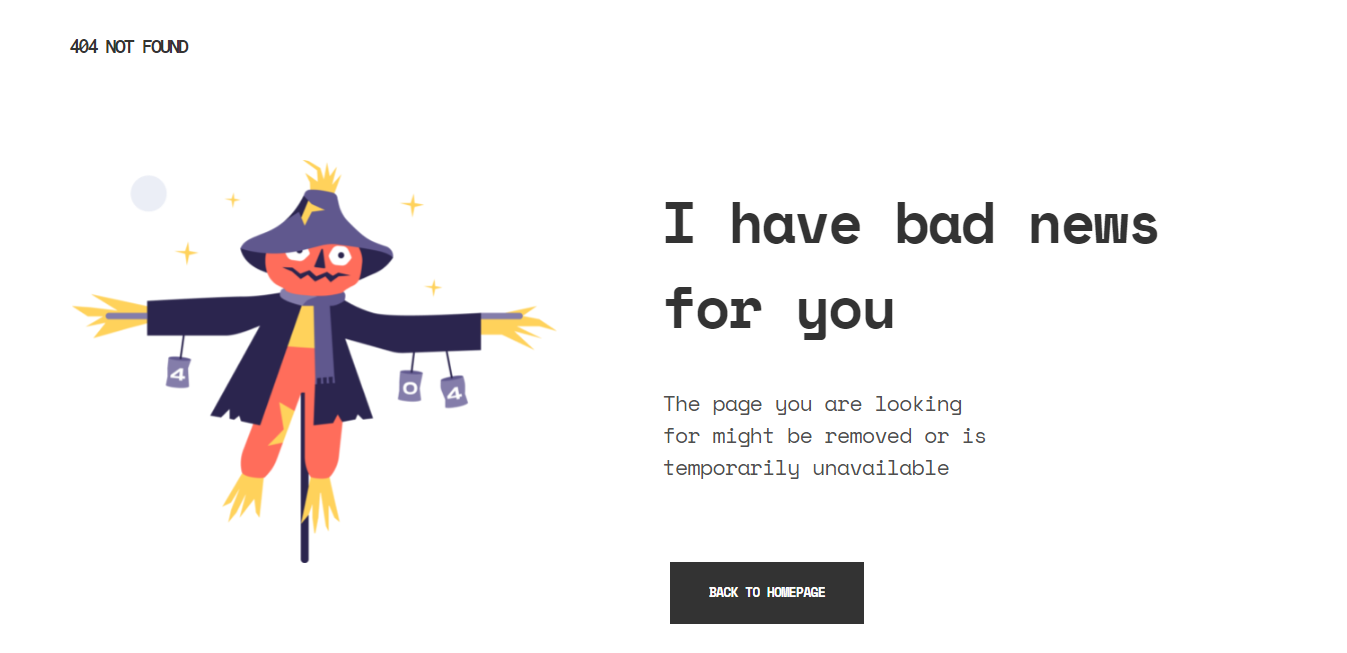 404 NOT FOUND
4
0
4
I have bad news
for you
The page you are looking
for might be removed or is
temporarily unavailable
BACK TO HOMEPAGE